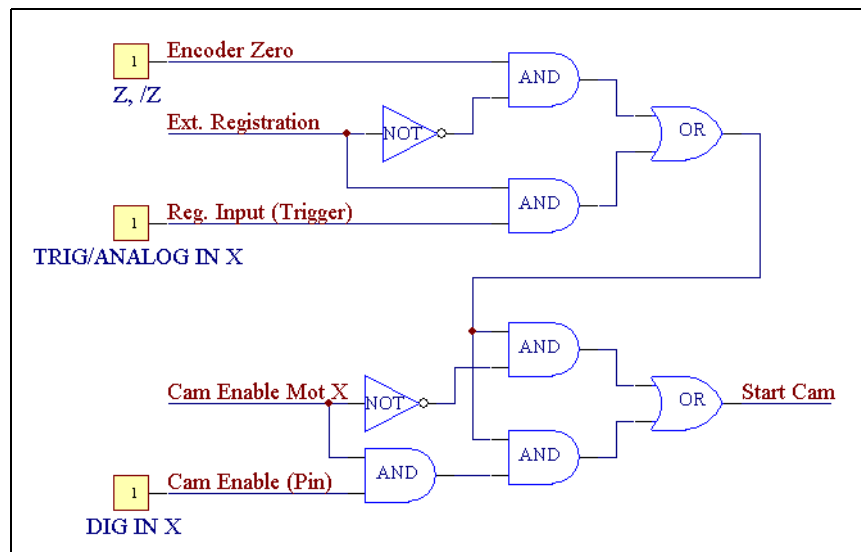 Encoder Zero
1
AND
Z, /Z
Ext. Registration
NOT
OR
AND
Reg. Input (Trigger)
1
TRIG/ANALOG IN X
AND
Cam Enable Mot X
NOT
OR
Start Cam
AND
AND
Cam Enable (Pin)
1
DIG IN X